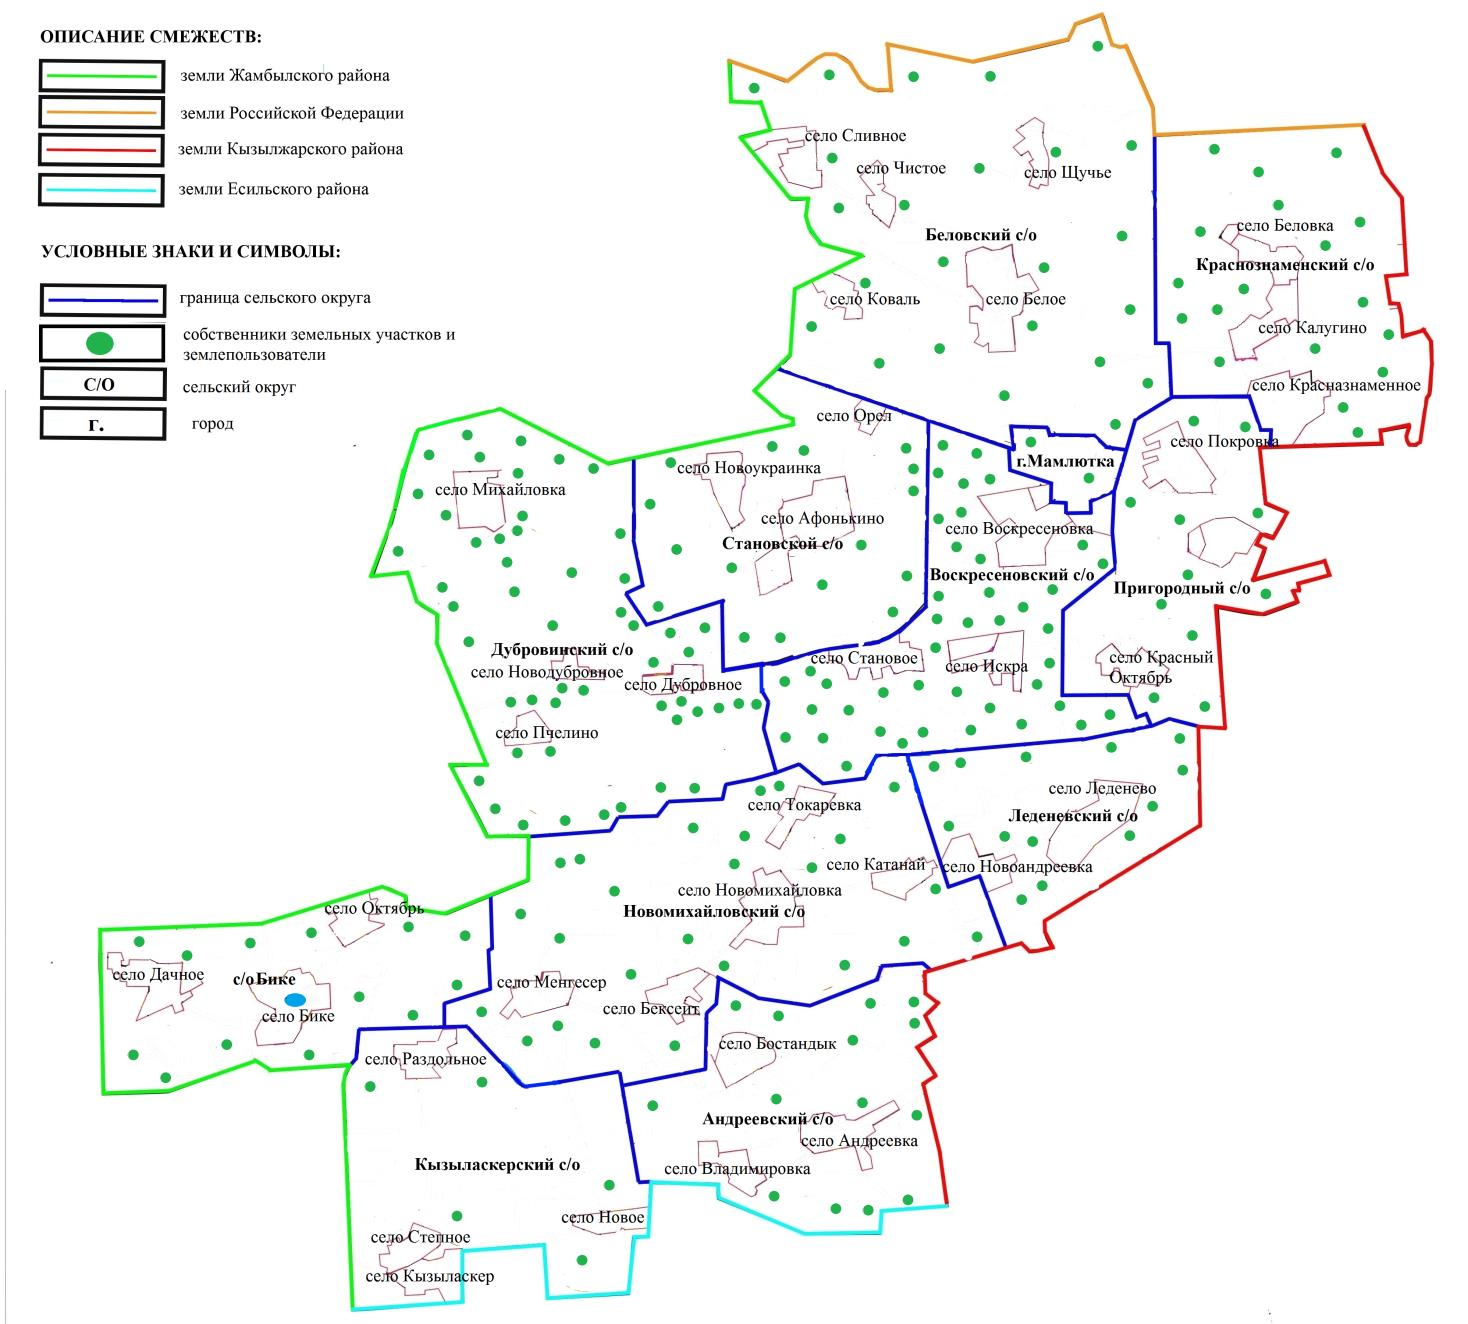 ОПИСАНИЕ СМЕЖЕСТВ:
земли Жамбылского района
земли Российской Федерации
земли Кызылжарского района
земли Есильского района
УСЛОВНЫЕ ЗНАКИ И СИМВОЛЫ:
граница сельского округа
собственники земельных участков и
землепользователи
С/О
сельский округ
г.
город
село Сливное
село Чистое
село Щучье
Беловский с/о
село Беловка
Краснознаменский с/о
село Коваль
село Белое
село Калугино
село Красназнаменное
село Орел
село Покровка
г.Мамлютка
село Новоукраинка
село Михайловка
село Афонькино
село Воскресеновка
Становской с/о
Воскресеновский с/о
Пригородный с/о
Дубровинский с/о
село Новодубровное
село Дубровное
село Становое
село Искра
село Красный
Октябрь
село Пчелино
село Токаревка
село Леденево
Леденевский с/о
село Катанай
село Новоандреевка
село Новомихайловка
Новомихайловский с/о
село Октябрь
село Дачное
с/о Бике
село Бике
село Менгесер
село Бексеит
село Раздольное
село Бостандык
Андреевский с/о
село Андреевка
село Владимировка
Кызыласкерский с/о
село Новое
село Степное
село Кызыласкер